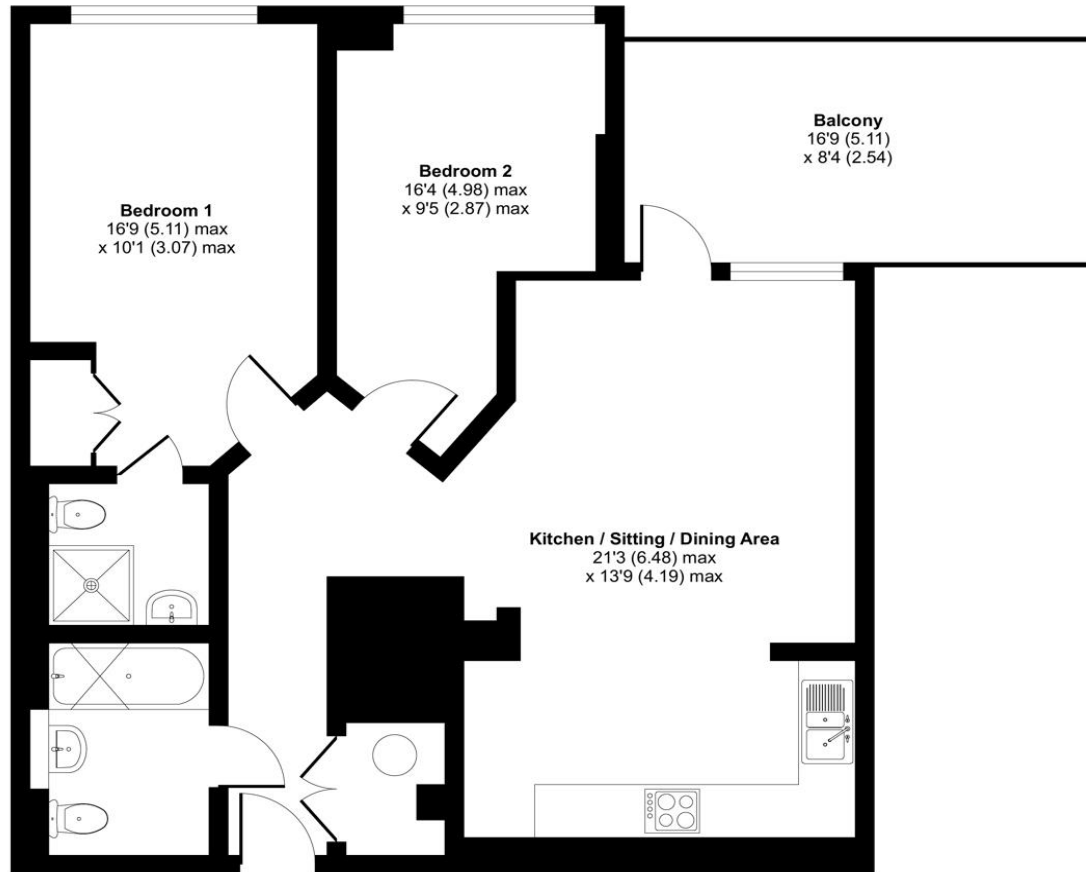 Balcony
16'9 (5.11)
x 8'4 (2.54)
Bedroom 2
16'4 (4.98) max
x 9'5 (2.87) max
Bedroom 1
16'9 (5.11) max
x 10'1 (3.07) max
Kitchen / Sitting / Dining Area
21'3 (6.48) max
x 13'9 (4.19) max